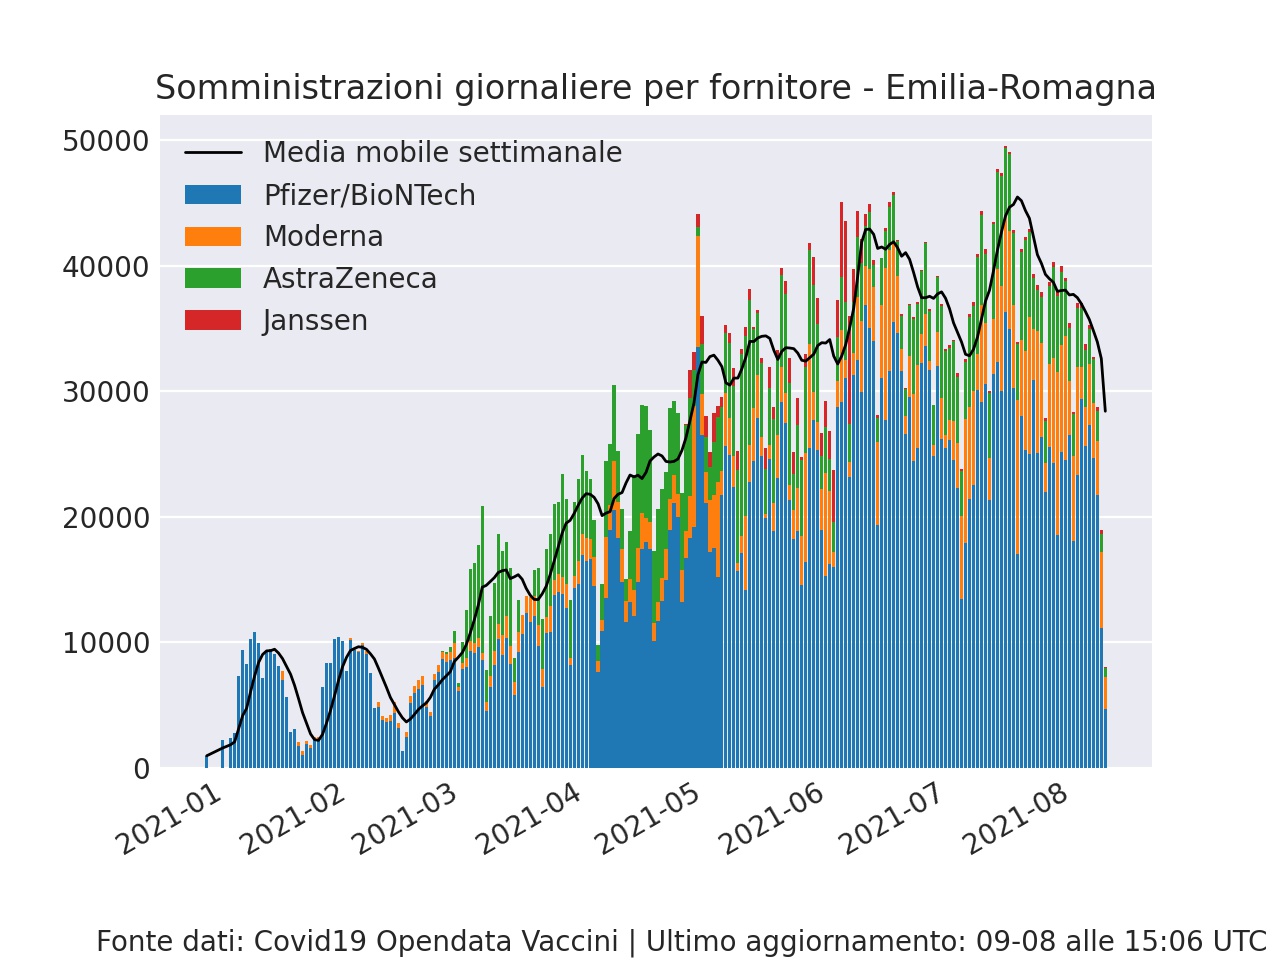 Somministrazioni giornaliere per fornitore - Emilia-Romagna
50000
40000
30000
20000
10000
0
Media mobile settimanale
Pfizer/BioNTech
Moderna
AstraZeneca
Janssen
2021-01
2021-02
2021-03
2021-04
2021-05
2021-06
2021-07
2021-08
Fonte dati: Covid19 Opendata Vaccini | Ultimo aggiornamento: 09-08 alle 15:06 UTC